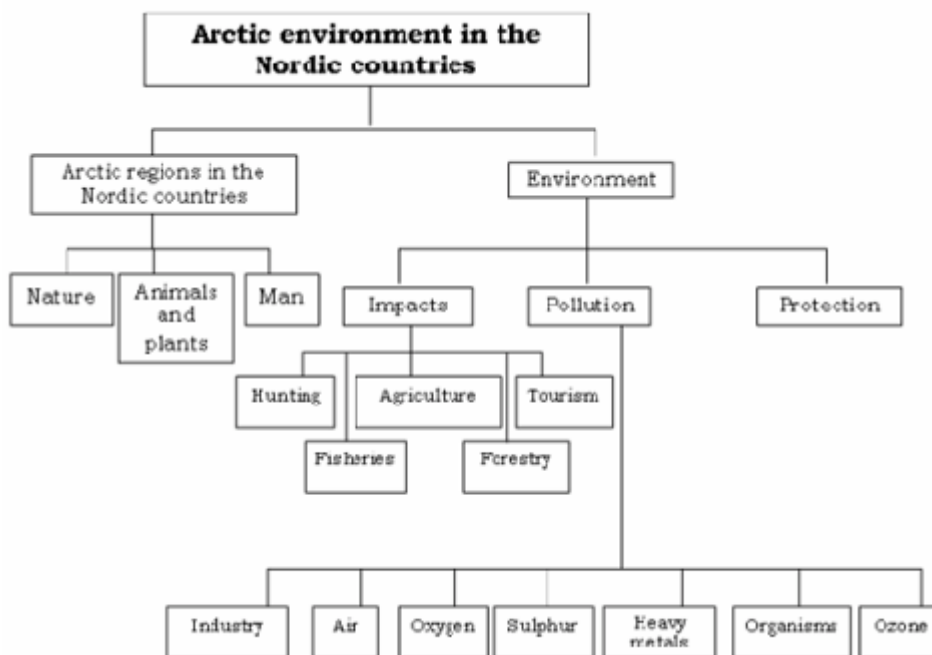 Arctic environment in the
Nordic countries
Arctic regions in the
Nordic countries
Environment
Nature
Animals
and
plants
Man
Impacts
Pollution
Protection
Hunting
Agriculture
Tourism
Fisheries
Forestry
Industry
Air
Oxygen
Sulphur
Heavy
metals
Organisms
Ozone